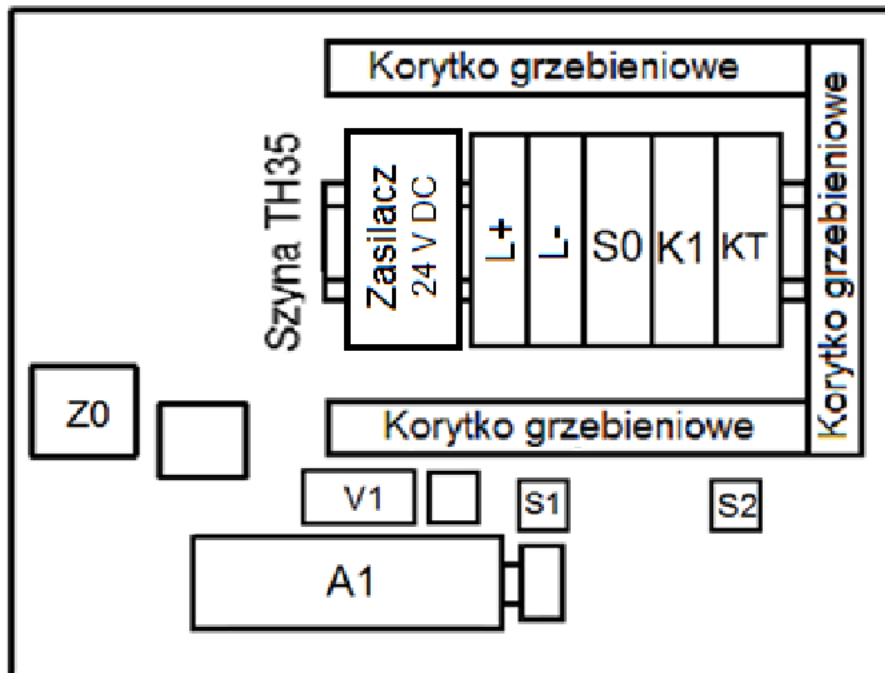 Korytko grzebieniowe
Korytko grzebieniowe
Szyna TH35
Zasilacz
24 V DC
L+
L-
S0
K1
KT
Z0
Korytko grzebieniowe
V1
S1
S2
A1